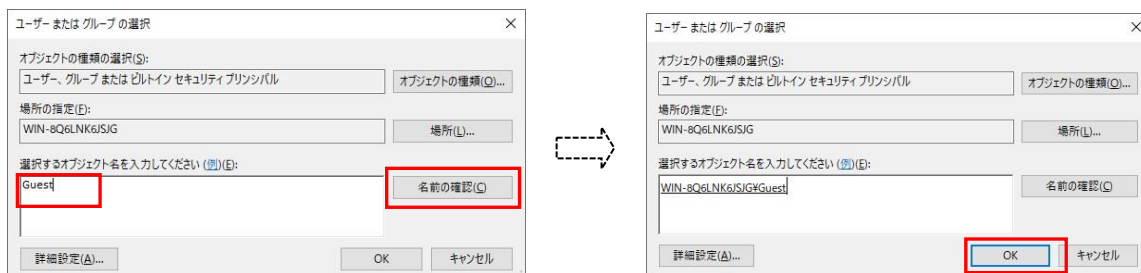 ユーザー または グループ の選択
オブジェクトの種類の選択(S):
ユーザー、グループ または ビルトイン セキュリティ プリンシパル
オブジェクトの種類(O)...
場所の指定(F):
WIN-8Q6LNK6JSJG
場所(L)...
選択するオブジェクト名を入力してください (例)(E):
Guest
名前の確認(C)
詳細設定(A)...
OK
キャンセル
ユーザー または グループ の選択
オブジェクトの種類の選択(S):
ユーザー、グループ または ビルトイン セキュリティ プリンシパル
オブジェクトの種類(O)...
場所の指定(F):
WIN-8Q6LNK6JSJG
場所(L)...
選択するオブジェクト名を入力してください (例)(E):
WIN-8Q6LNK6JSJG¥Guest
名前の確認(C)
詳細設定(A)...
OK
キャンセル